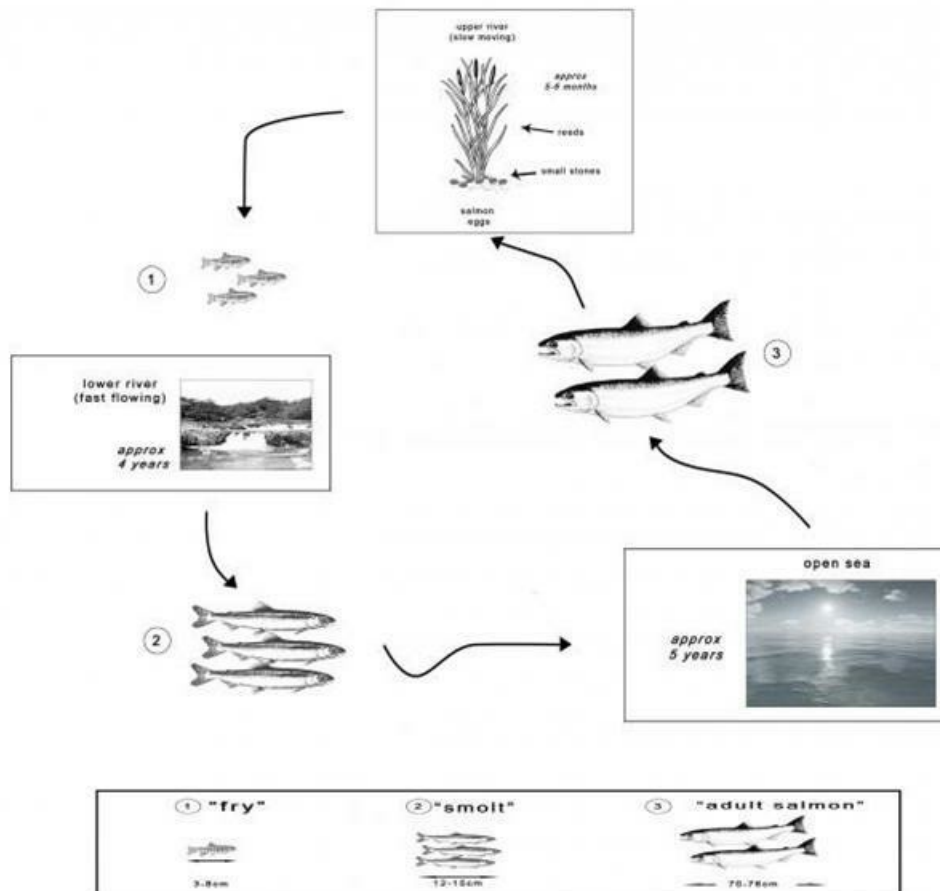 upper river
(slow moving)
approx
5-6 months
reeds
small stones
salmon
eggs
1
3
lower river
(fast flowing)
approx
4 years
open sea
2
approx
5 years
1 "fry"
2 "smolt"
3 "adult salmon"
3-8cm
12-15cm
70-76cm